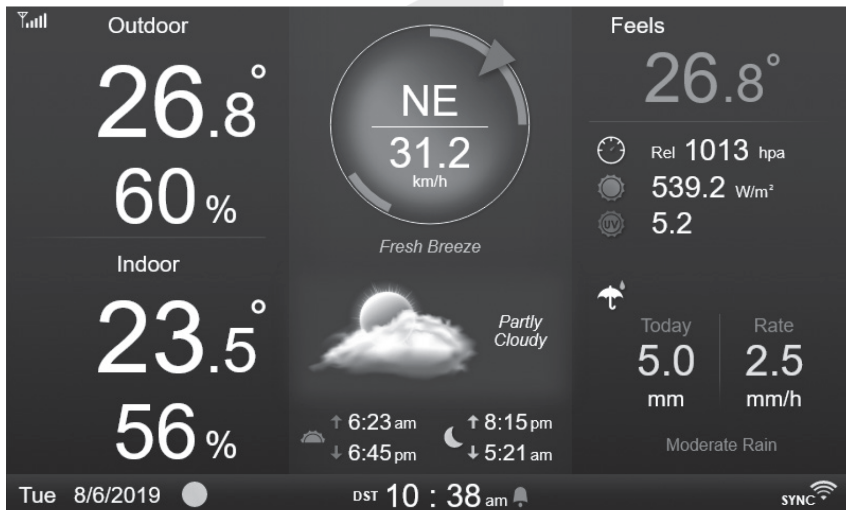 Outdoor
26.8°
60 %
Indoor
23.5°
56 %
NE
31.2
km/h
Fresh Breeze
Partly
Cloudy
↑ 6:23 am
↓ 6:45 pm
↑ 8:15 pm
↓ 5:21 am
Feels
26.8°
Rel 1013 hpa
539.2 W/m²
UV 5.2
Today
5.0
mm
Rate
2.5
mm/h
Moderate Rain
Tue 8/6/2019
DST 10 : 38 am
SYNC